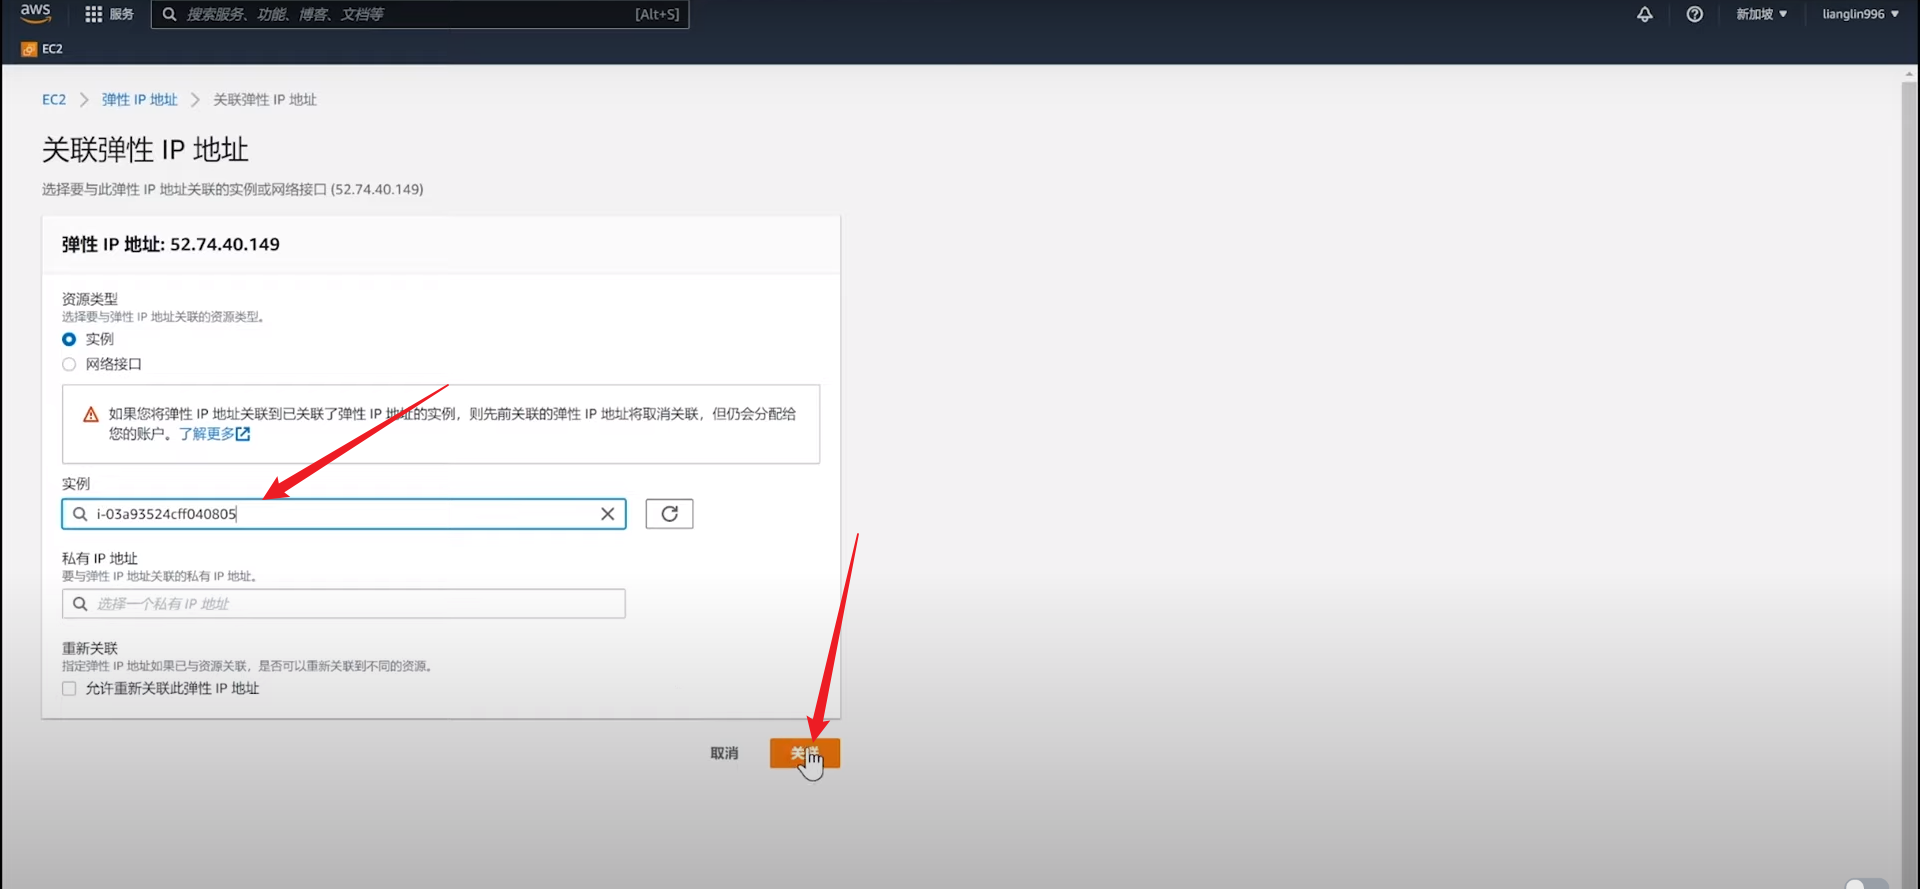 aws
服务
搜索服务、功能、博客、文档等
[Alt+S]
新加坡
lianglin996
EC2
EC2
弹性 IP 地址
关联弹性 IP 地址
关联弹性 IP 地址
选择要与此弹性 IP 地址关联的实例或网络接口 (52.74.40.149)
弹性 IP 地址: 52.74.40.149
资源类型
选择要与弹性 IP 地址关联的资源类型。
实例
网络接口
如果您将弹性 IP 地址关联到已关联了弹性 IP 地址的实例，则先前关联的弹性 IP 地址将取消关联，但仍会分配给
您的账户。了解更多
实例
i-03a93524cff040805
私有 IP 地址
要与弹性 IP 地址关联的私有 IP 地址。
选择一个私有 IP 地址
重新关联
指定弹性 IP 地址如果已与资源关联，是否可以重新关联到不同的资源。
允许重新关联此弹性 IP 地址
取消
关联